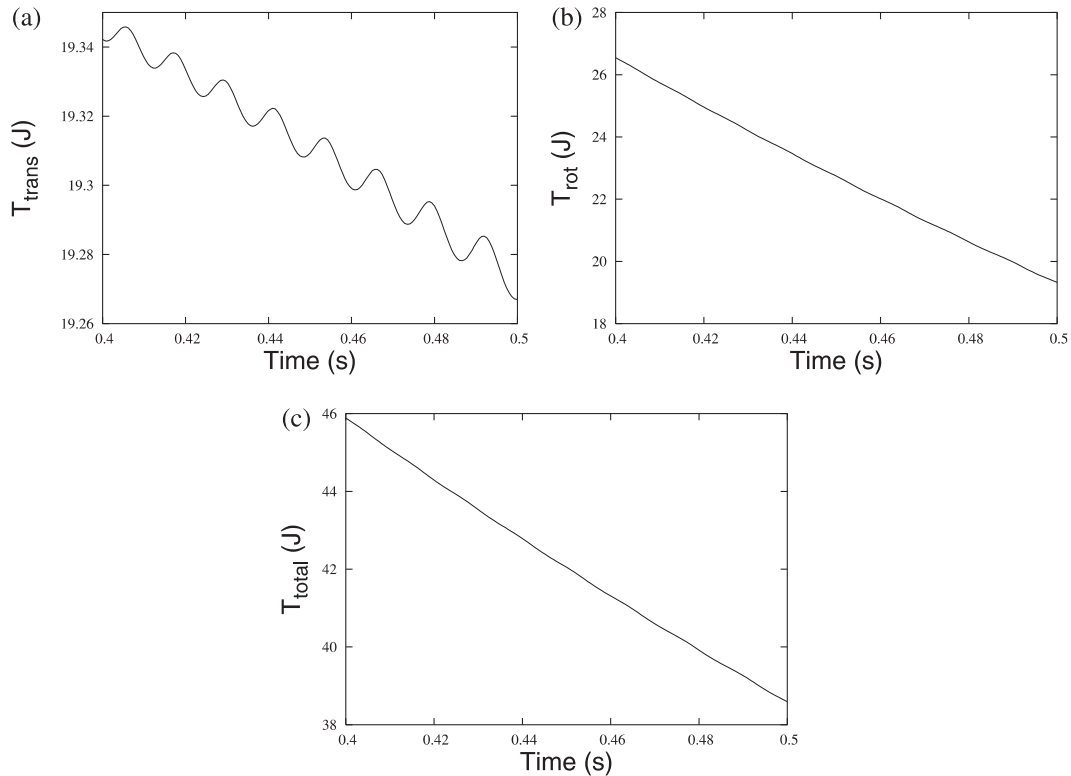 (a)
19.34
19.32
19.3
19.28
19.26
T_trans (J)
0.4 0.42 0.44 0.46 0.48 0.5
Time (s)
(b)
28
26
24
22
20
18
T_rot (J)
0.4 0.42 0.44 0.46 0.48 0.5
Time (s)
(c)
46
44
42
40
38
T_total (J)
0.4 0.42 0.44 0.46 0.48 0.5
Time (s)